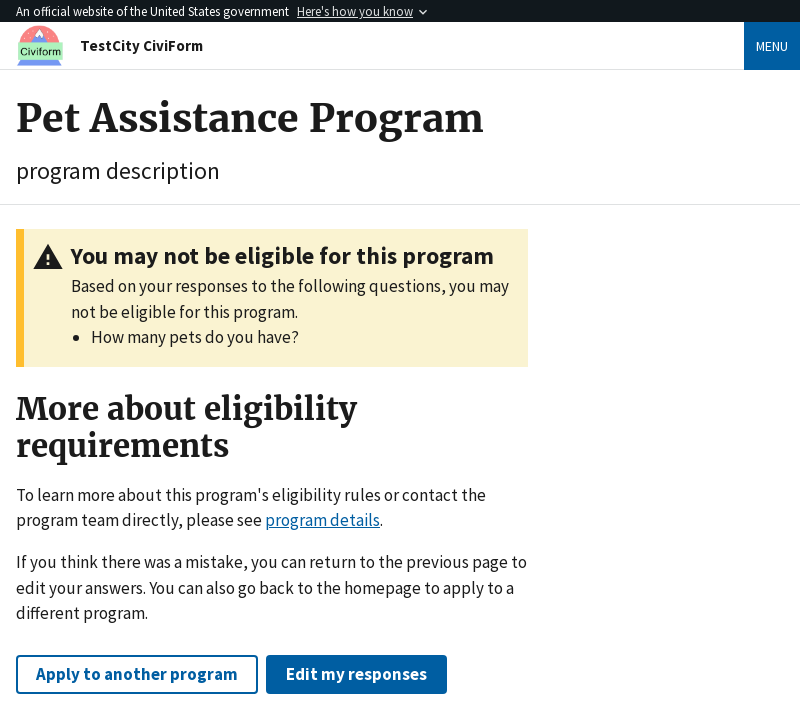 An official website of the United States government Here's how you know
Civiform
TestCity CiviForm
MENU
Pet Assistance Program
program description
You may not be eligible for this program
Based on your responses to the following questions, you may
not be eligible for this program.
How many pets do you have?
More about eligibility
requirements
To learn more about this program's eligibility rules or contact the
program team directly, please see program details.
If you think there was a mistake, you can return to the previous page to
edit your answers. You can also go back to the homepage to apply to a
different program.
Apply to another program
Edit my responses